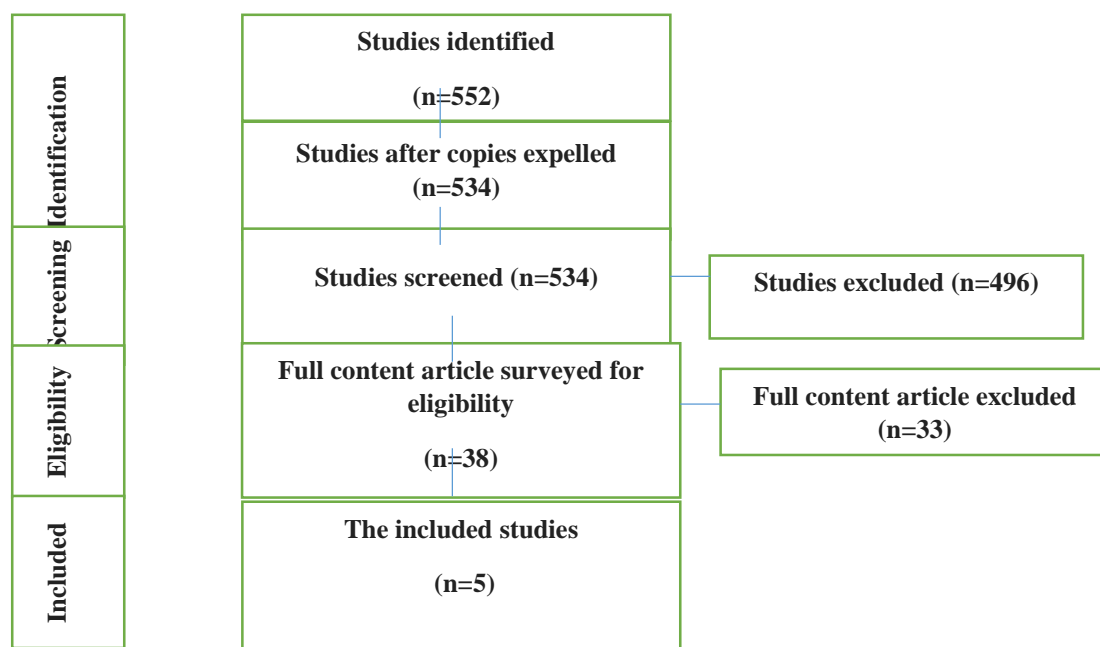 Identification
Studies identified
(n=552)
Studies after copies expelled
(n=534)
Screening
Studies screened (n=534)
Studies excluded (n=496)
Eligibility
Full content article surveyed for
eligibility
(n=38)
Full content article excluded
(n=33)
Included
The included studies
(n=5)